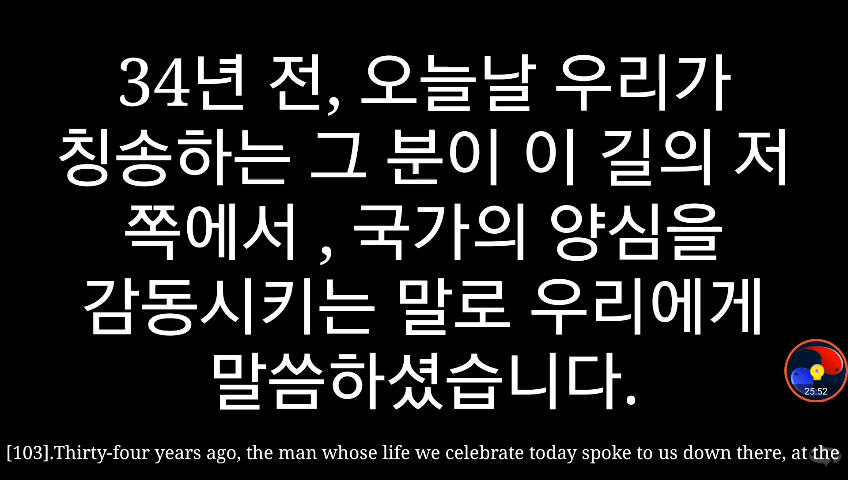 34년 전, 오늘날 우리가
칭송하는 그 분이 이 길의 저
쪽에서 , 국가의 양심을
감동시키는 말로 우리에게
말씀하셨습니다.
25:52
[103].Thirty-four years ago, the man whose life we celebrate today spoke to us down there, at the